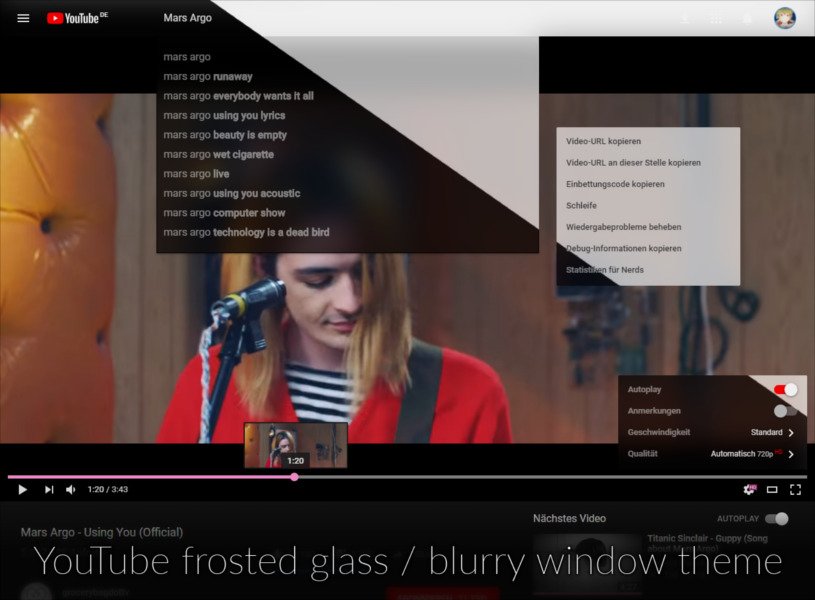 YouTube DE
Mars Argo
mars argo
mars argo runaway
mars argo everybody wants it all
mars argo using you lyrics
mars argo beauty is empty
mars argo wet cigarette
mars argo live
mars argo using you acoustic
mars argo computer show
mars argo technology is a dead bird
Video-URL kopieren
Video-URL an dieser Stelle kopieren
Einbettungscode kopieren
Schleife
Wiedergabeprobleme beheben
Debug-Informationen kopieren
Statistiken für Nerds
Autoplay
Anmerkungen
Geschwindigkeit Standard
Qualität Automatisch 720p HD
1:20
1:20 / 3:43
HD
Mars Argo - Using You (Official)
Nächstes Video
AUTOPLAY
Titanic Sinclair - Guppy (Song
about Mars Argo)
YouTube frosted glass / blurry window theme
grocerybagdottv